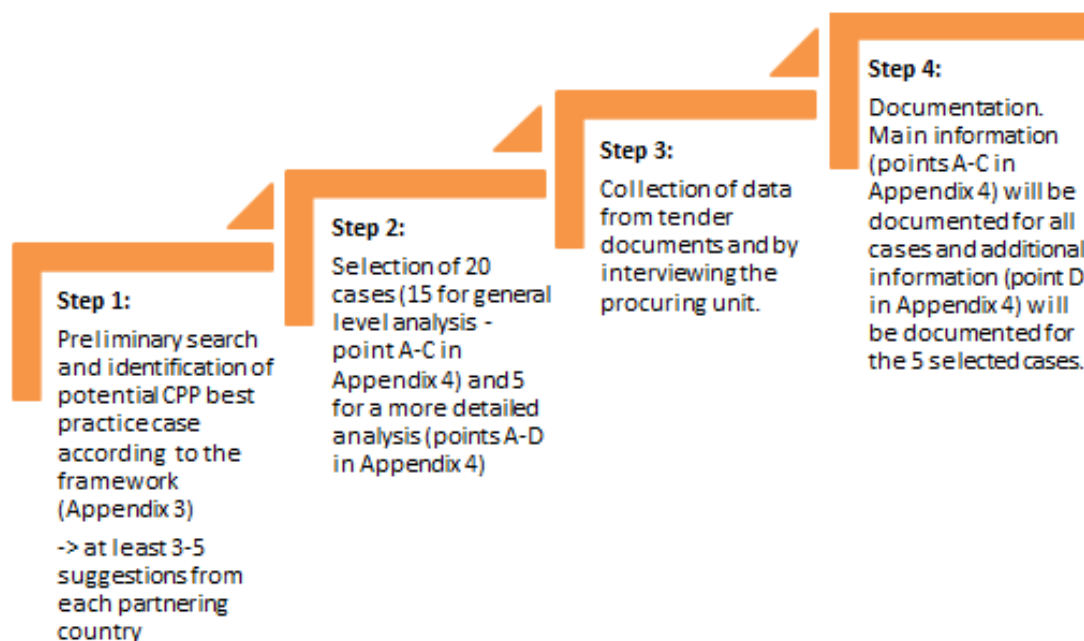 Step 1:
Preliminary search
and identification of
potential CPP best
practice case
according to the
framework
(Appendix 3)
-> at least 3-5
suggestions from
each partnering
country
Step 2:
Selection of 20
cases (15 for general
level analysis -
point A-C in
Appendix 4) and 5
for a more detailed
analysis (points A-D
in Appendix 4)
Step 3:
Collection of data
from tender
documents and by
interviewing the
procuring unit.
Step 4:
Documentation.
Main information
(points A-C in
Appendix 4) will be
documented for all
cases and additional
information (point D
in Appendix 4) will
be documented for
the 5 selected cases.